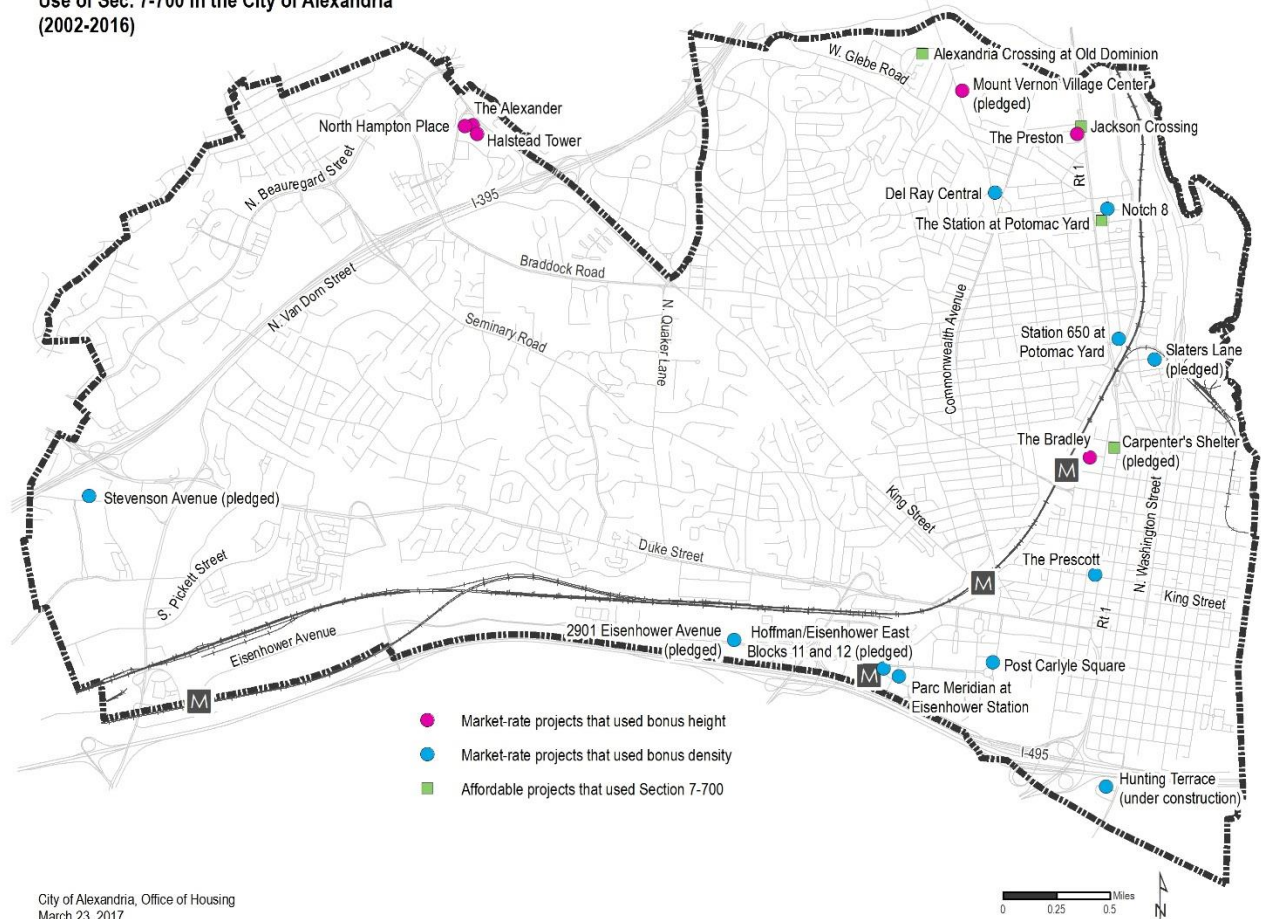 Use of Sec. 7-700 in the City of Alexandria
(2002-2016)
W. Glebe Road
Alexandria Crossing at Old Dominion
Mount Vernon Village Center
(pledged)
The Alexander
North Hampton Place
Halstead Tower
Jackson Crossing
The Preston
Rt 1
N. Beauregard Street
I-395
Del Ray Central
Notch 8
The Station at Potomac Yard
Braddock Road
N. Van Dorn Street
Seminary Road
N. Quaker Lane
Commonwealth Avenue
Station 650 at
Potomac Yard
Slaters Lane
(pledged)
The Bradley
Carpenter's Shelter
(pledged)
M
Stevenson Avenue (pledged)
King Street
N. Washington Street
Duke Street
The Prescott
M
King Street
S. Pickett Street
Rt 1
Eisenhower Avenue
2901 Eisenhower Avenue
(pledged)
Hoffman/Eisenhower East
Blocks 11 and 12 (pledged)
Post Carlyle Square
M
Parc Meridian at
Eisenhower Station
M
Market-rate projects that used bonus height
Market-rate projects that used bonus density
Affordable projects that used Section 7-700
I-495
Hunting Terrace
(under construction)
City of Alexandria, Office of Housing
March 23, 2017
Miles
0 0.25 0.5
N